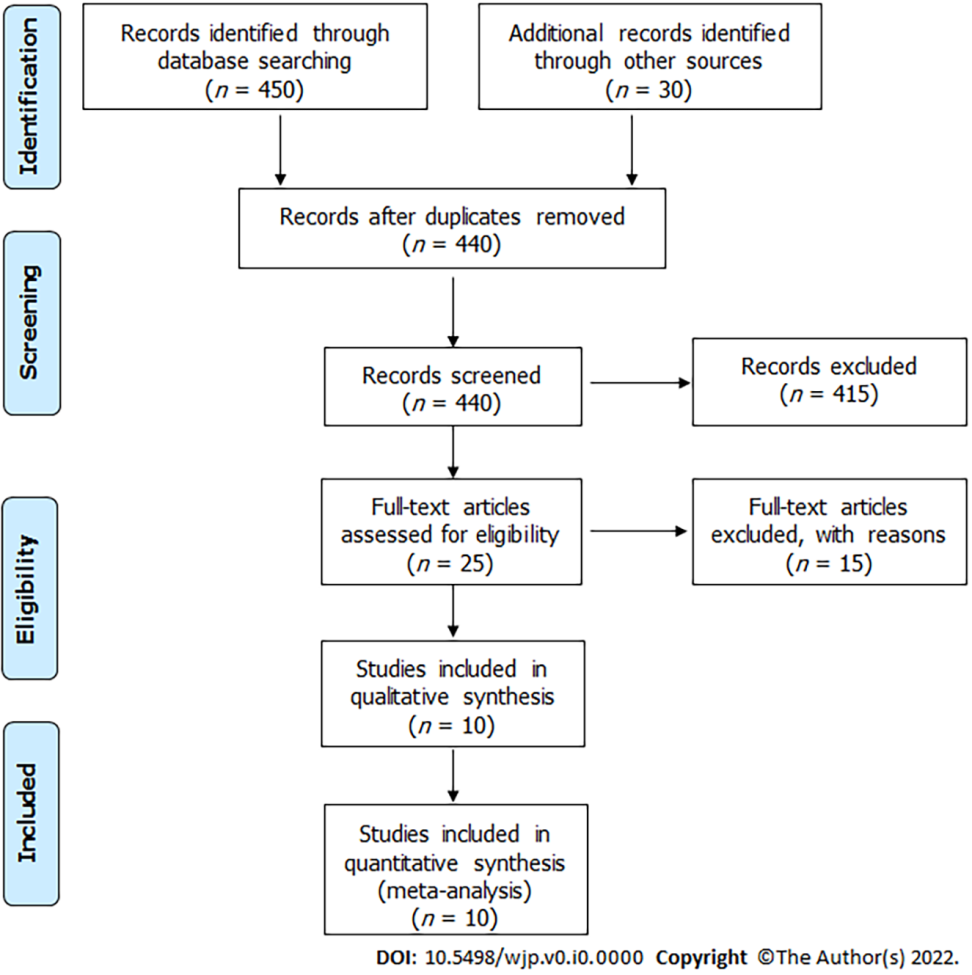 Identification
Records identified through
database searching
(n = 450)
Additional records identified
through other sources
(n = 30)
Records after duplicates removed
(n = 440)
Screening
Records screened
(n = 440)
Records excluded
(n = 415)
Eligibility
Full-text articles
assessed for eligibility
(n = 25)
Full-text articles
excluded, with reasons
(n = 15)
Studies included in
qualitative synthesis
(n = 10)
Included
Studies included in
quantitative synthesis
(meta-analysis)
(n = 10)
DOI: 10.5498/wjp.v0.i0.0000 Copyright ©The Author(s) 2022.